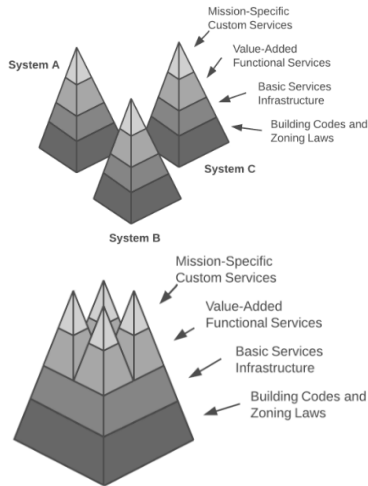 Mission-Specific
Custom Services
System A
Value-Added
Functional Services
Basic Services
Infrastructure
Building Codes and
Zoning Laws
System C
System B
Mission-Specific
Custom Services
Value-Added
Functional Services
Basic Services
Infrastructure
Building Codes and
Zoning Laws